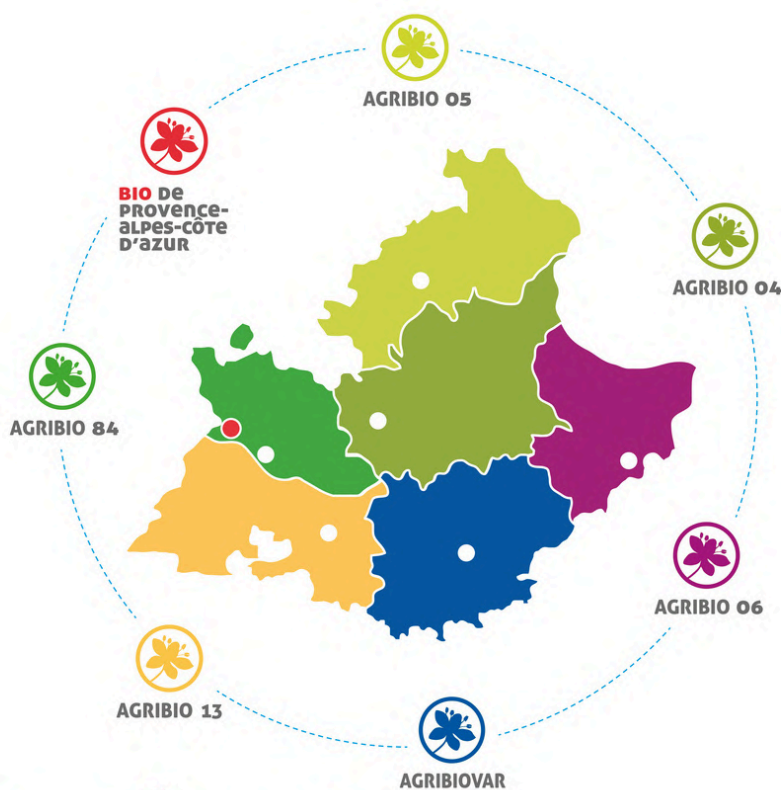 AGRIBIO 05
BIO De
PROVence-
aLPes-CÔTe
D'aZUR
AGRIBIO 04
AGRIBIO 84
AGRIBIO 06
AGRIBIO 13
AGRIBIOVAR